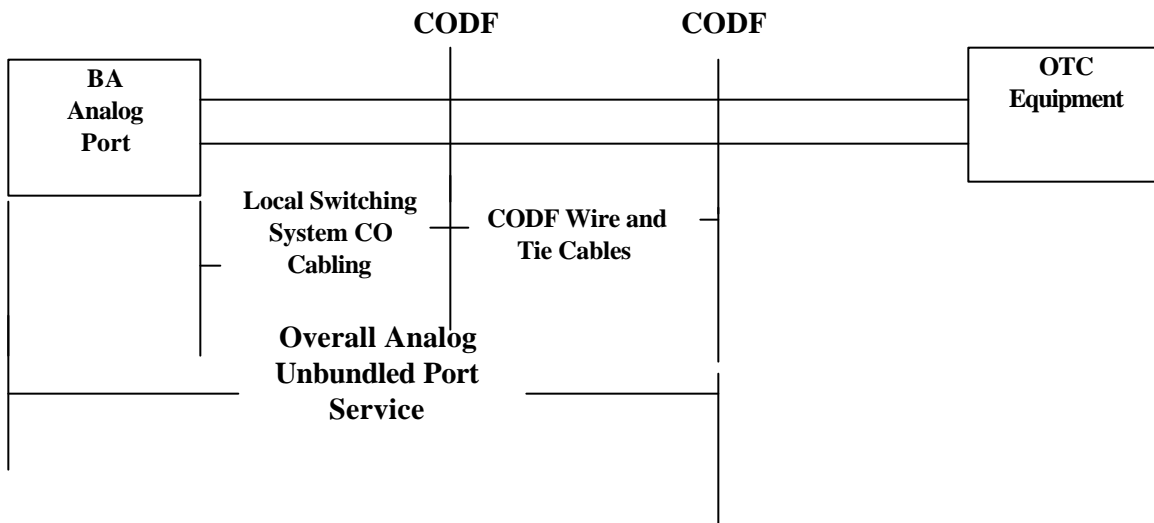 CODF
CODF
BA
Analog
Port
OTC
Equipment
Local Switching
System CO
Cabling
CODF Wire and
Tie Cables
Overall Analog
Unbundled Port
Service